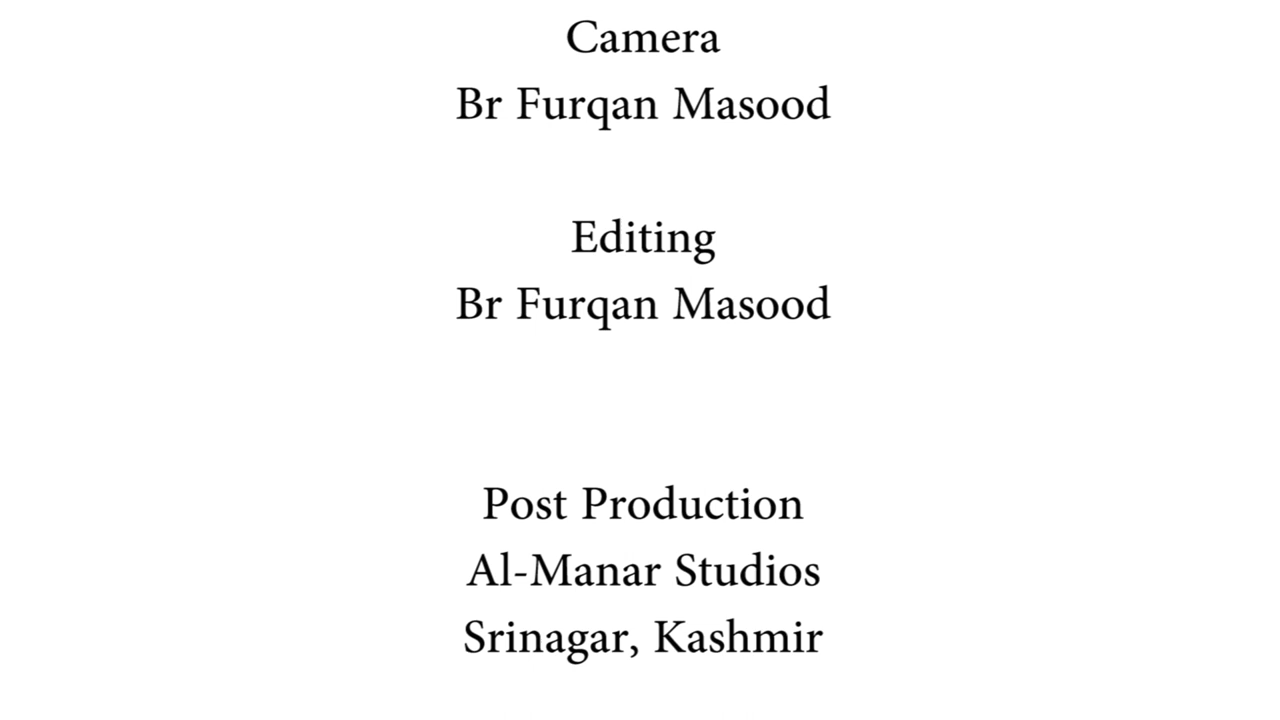 Camera
Br Furqan Masood
Editing
Br Furqan Masood
Post Production
Al-Manar Studios
Srinagar, Kashmir